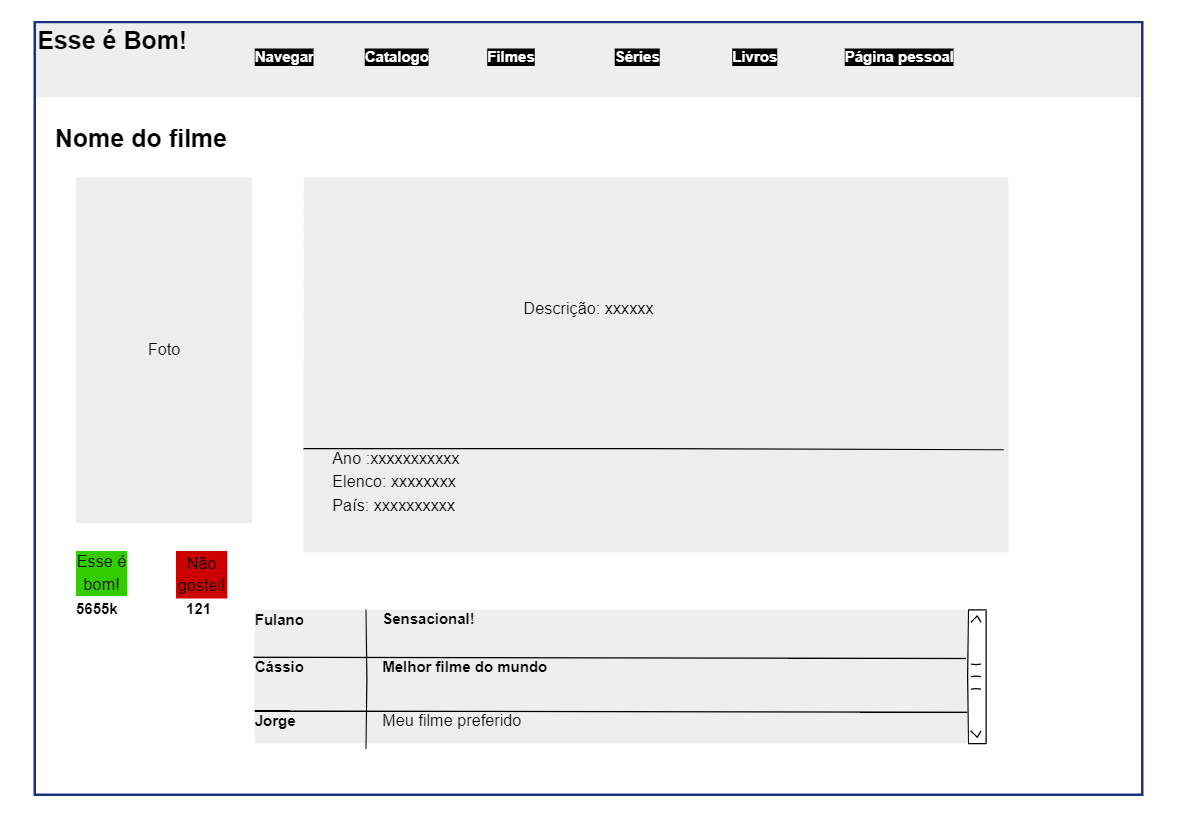 Esse é Bom!
Navegar Catalogo Filmes Séries Livros Página pessoal
Nome do filme
Foto
Descrição: xxxxxx
Ano :xxxxxxxxxxx
Elenco: xxxxxxxx
País: xxxxxxxxxx
Esse é
bom!
5655k
Não
gostei!
121
Fulano Sensacional!
Cássio Melhor filme do mundo
Jorge Meu filme preferido